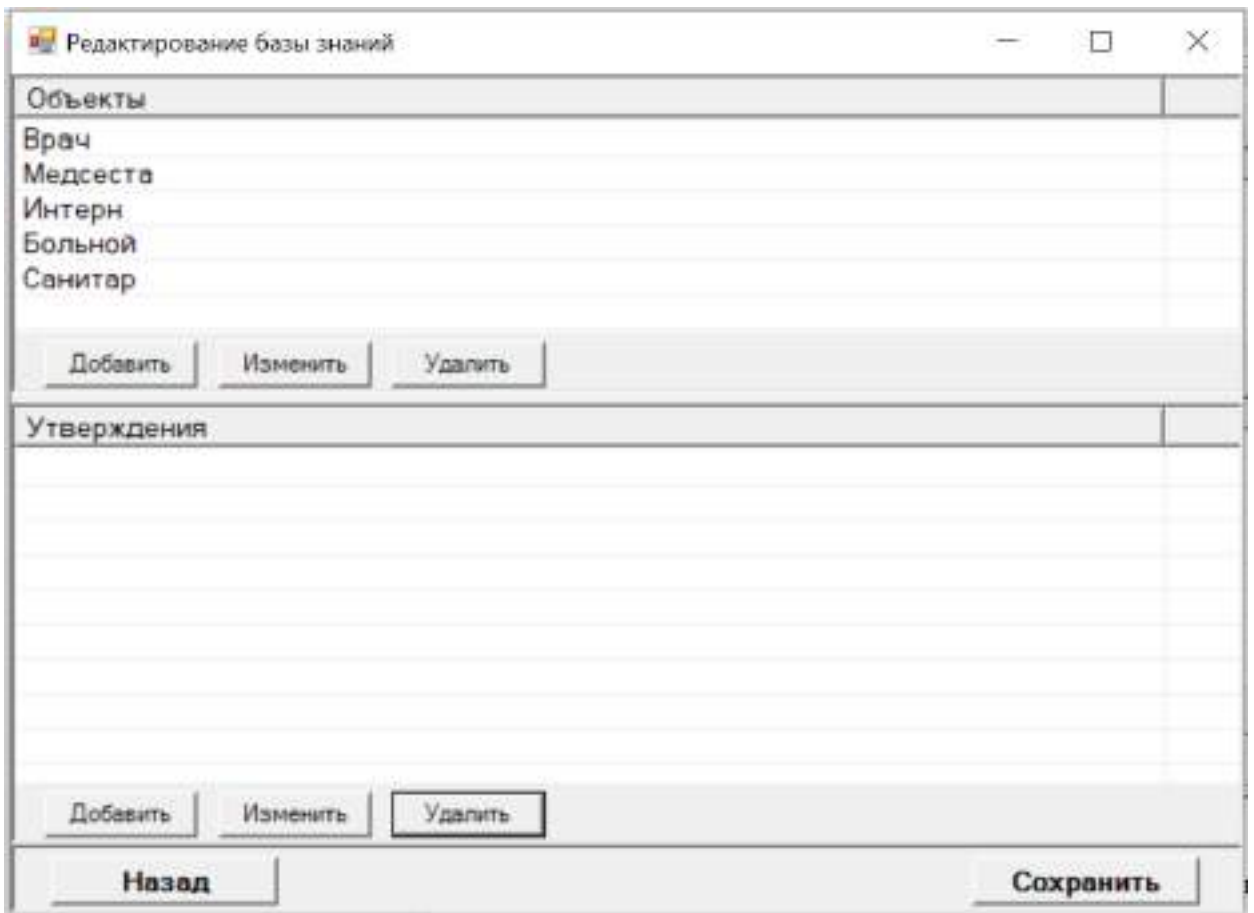 Редактирование базы знаний
Объекты
Врач
Медсеста
Интерн
Больной
Санитар
Добавить Изменить Удалить
Утверждения
Добавить Изменить Удалить
Назад Сохранить